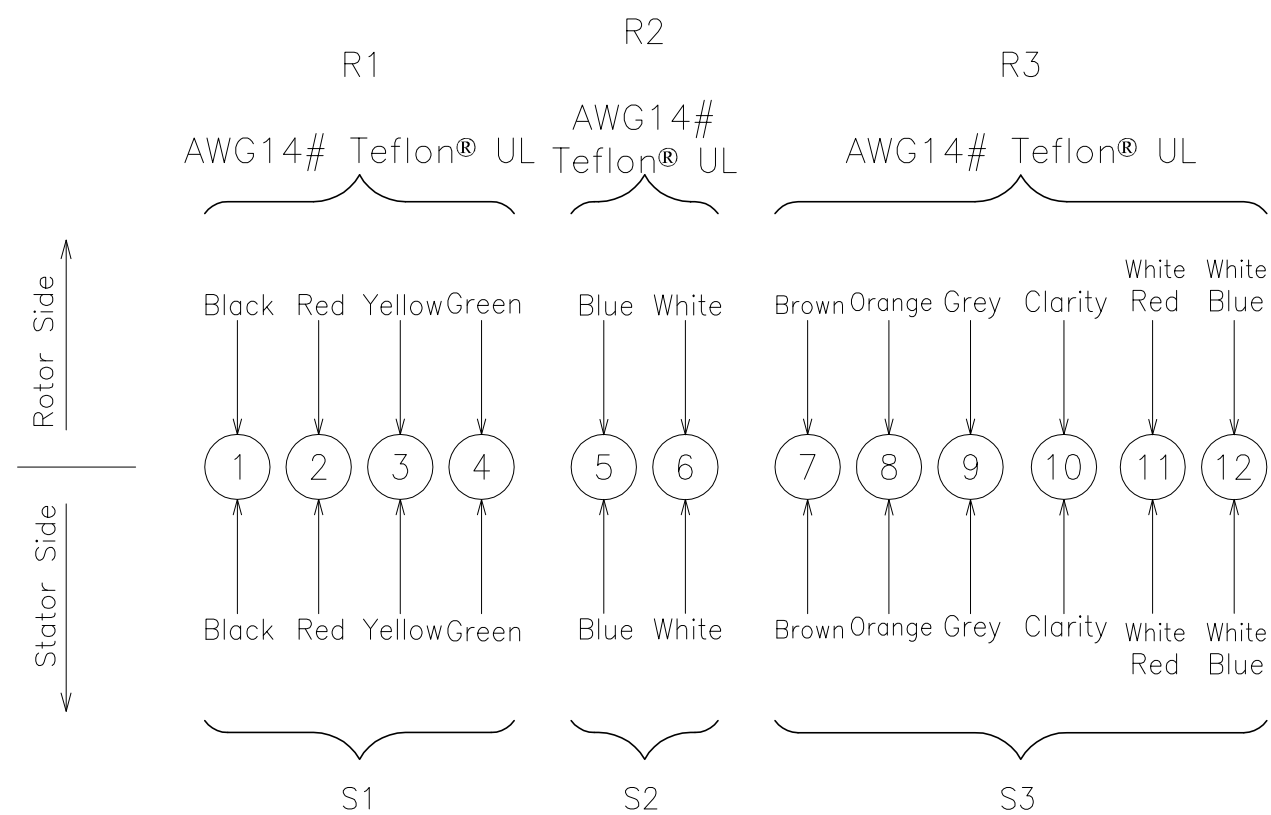 R1
R2
R3
AWG14# Teflon® UL
AWG14#
Teflon® UL
AWG14# Teflon® UL
Rotor Side
Black
Red
Yellow
Green
Blue
White
Brown
Orange
Grey
Clarity
White
Red
White
Blue
1
2
3
4
5
6
7
8
9
10
11
12
Stator Side
Black
Red
Yellow
Green
Blue
White
Brown
Orange
Grey
Clarity
White
Red
White
Blue
S1
S2
S3